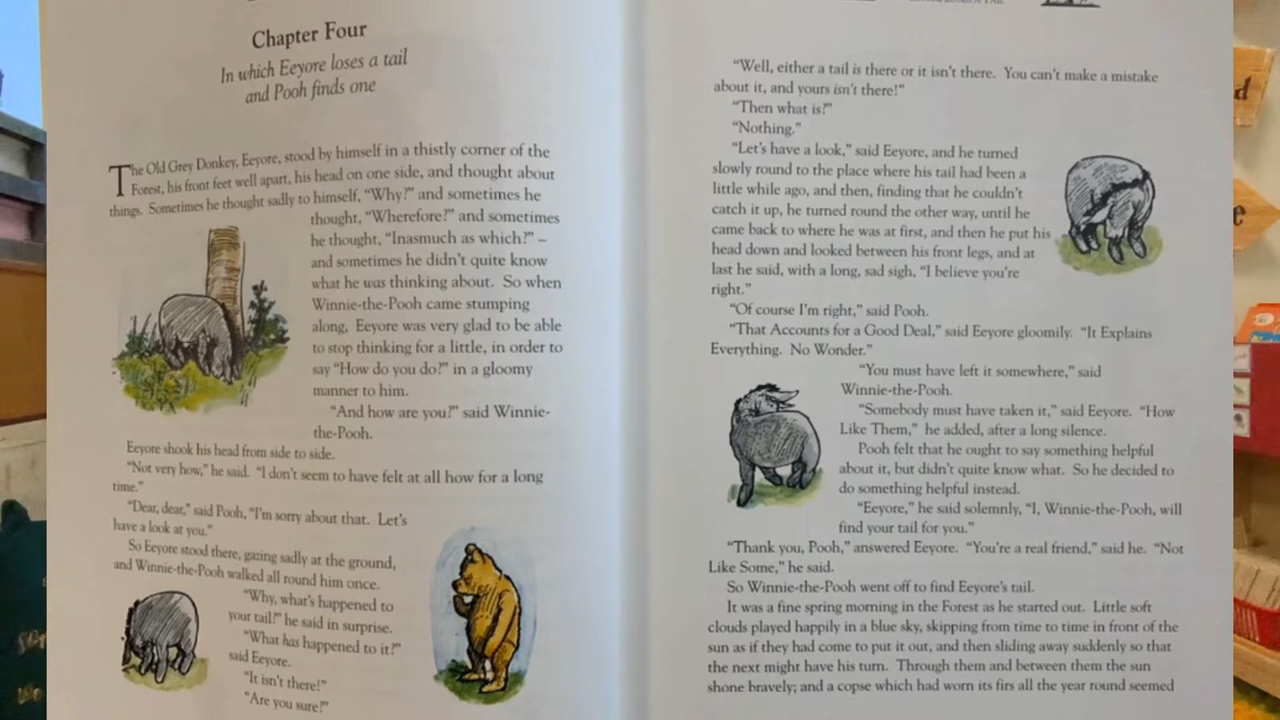 Chapter Four
In which Eeyore loses a tail
and Pooh finds one
The Old Grey Donkey, Eeyore, stood by himself in a thistly corner of the
Forest, his front feet well apart, his head on one side, and thought about
things. Sometimes he thought sadly to himself, “Why?” and sometimes he
thought, “Wherefore?” and sometimes
he thought, “Inasmuch as which?” –
and sometimes he didn't quite know
what he was thinking about. So when
Winnie-the-Pooh came stumping
along, Eeyore was very glad to be able
to stop thinking for a little, in order to
say “How do you do?” in a gloomy
manner to him.
“And how are you?” said Winnie-
the-Pooh.
Eeyore shook his head from side to side.
“Not very how,” he said. “I don't seem to have felt at all how for a long
time.”
“Dear, dear,” said Pooh, “I'm sorry about that. Let's
have a look at you.”
So Eeyore stood there, gazing sadly at the ground,
and Winnie-the-Pooh walked all round him once.
“Why, what's happened to
your tail?” he said in surprise.
“What has happened to it?”
said Eeyore.
“It isn't there!”
“Are you sure?”
“Well, either a tail is there or it isn't there. You can't make a mistake
about it, and yours isn't there!”
“Then what is?”
“Nothing.”
“Let's have a look,” said Eeyore, and he turned
slowly round to the place where his tail had been a
little while ago, and then, finding that he couldn't
catch it up, he turned round the other way, until he
came back to where he was at first, and then he put his
head down and looked between his front legs, and at
last he said, with a long, sad sigh, “I believe you're
right.”
“Of course I'm right,” said Pooh.
“That Accounts for a Good Deal,” said Eeyore gloomily. “It Explains
Everything. No Wonder.”
“You must have left it somewhere,” said
Winnie-the-Pooh.
“Somebody must have taken it,” said Eeyore. “How
Like Them,” he added, after a long silence.
Pooh felt that he ought to say something helpful
about it, but didn't quite know what. So he decided to
do something helpful instead.
“Eeyore,” he said solemnly, “I, Winnie-the-Pooh, will
find your tail for you.”
“Thank you, Pooh,” answered Eeyore. “You're a real friend,” said he. “Not
Like Some,” he said.
So Winnie-the-Pooh went off to find Eeyore's tail.
It was a fine spring morning in the Forest as he started out. Little soft
clouds played happily in a blue sky, skipping from time to time in front of the
sun as if they had come to put it out, and then sliding away suddenly so that
the next might have his turn. Through them and between them the sun
shone bravely; and a copse which had worn its firs all the year round seemed